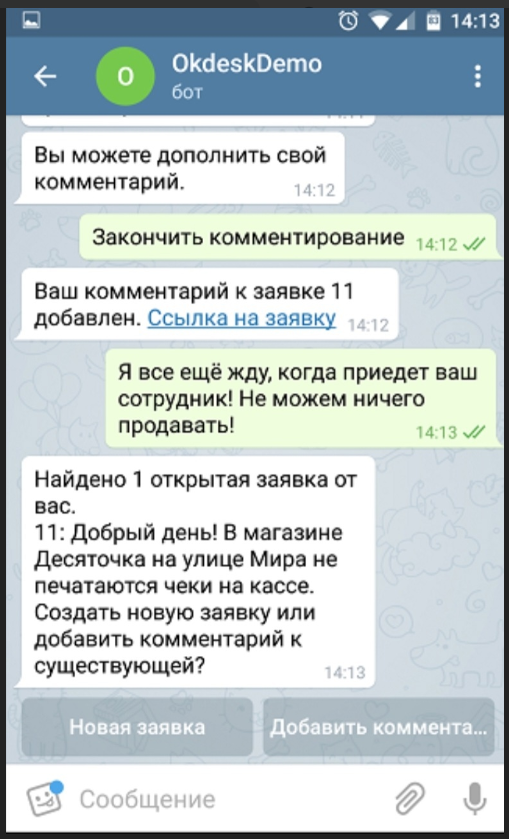 14:13
O
OkdeskDemo
бот
Вы можете дополнить свой
комментарий.
14:12
Закончить комментирование
14:12
Ваш комментарий к заявке 11
добавлен. Ссылка на заявку
14:12
Я все ещё жду, когда приедет ваш
сотрудник! Не можем ничего
продавать!
14:13
Найдено 1 открытая заявка от
вас.
11: Добрый день! В магазине
Десяточка на улице Мира не
печатаются чеки на кассе.
Создать новую заявку или
добавить комментарий к
существующей?
14:13
Новая заявка
Добавить коммента...
Сообщение